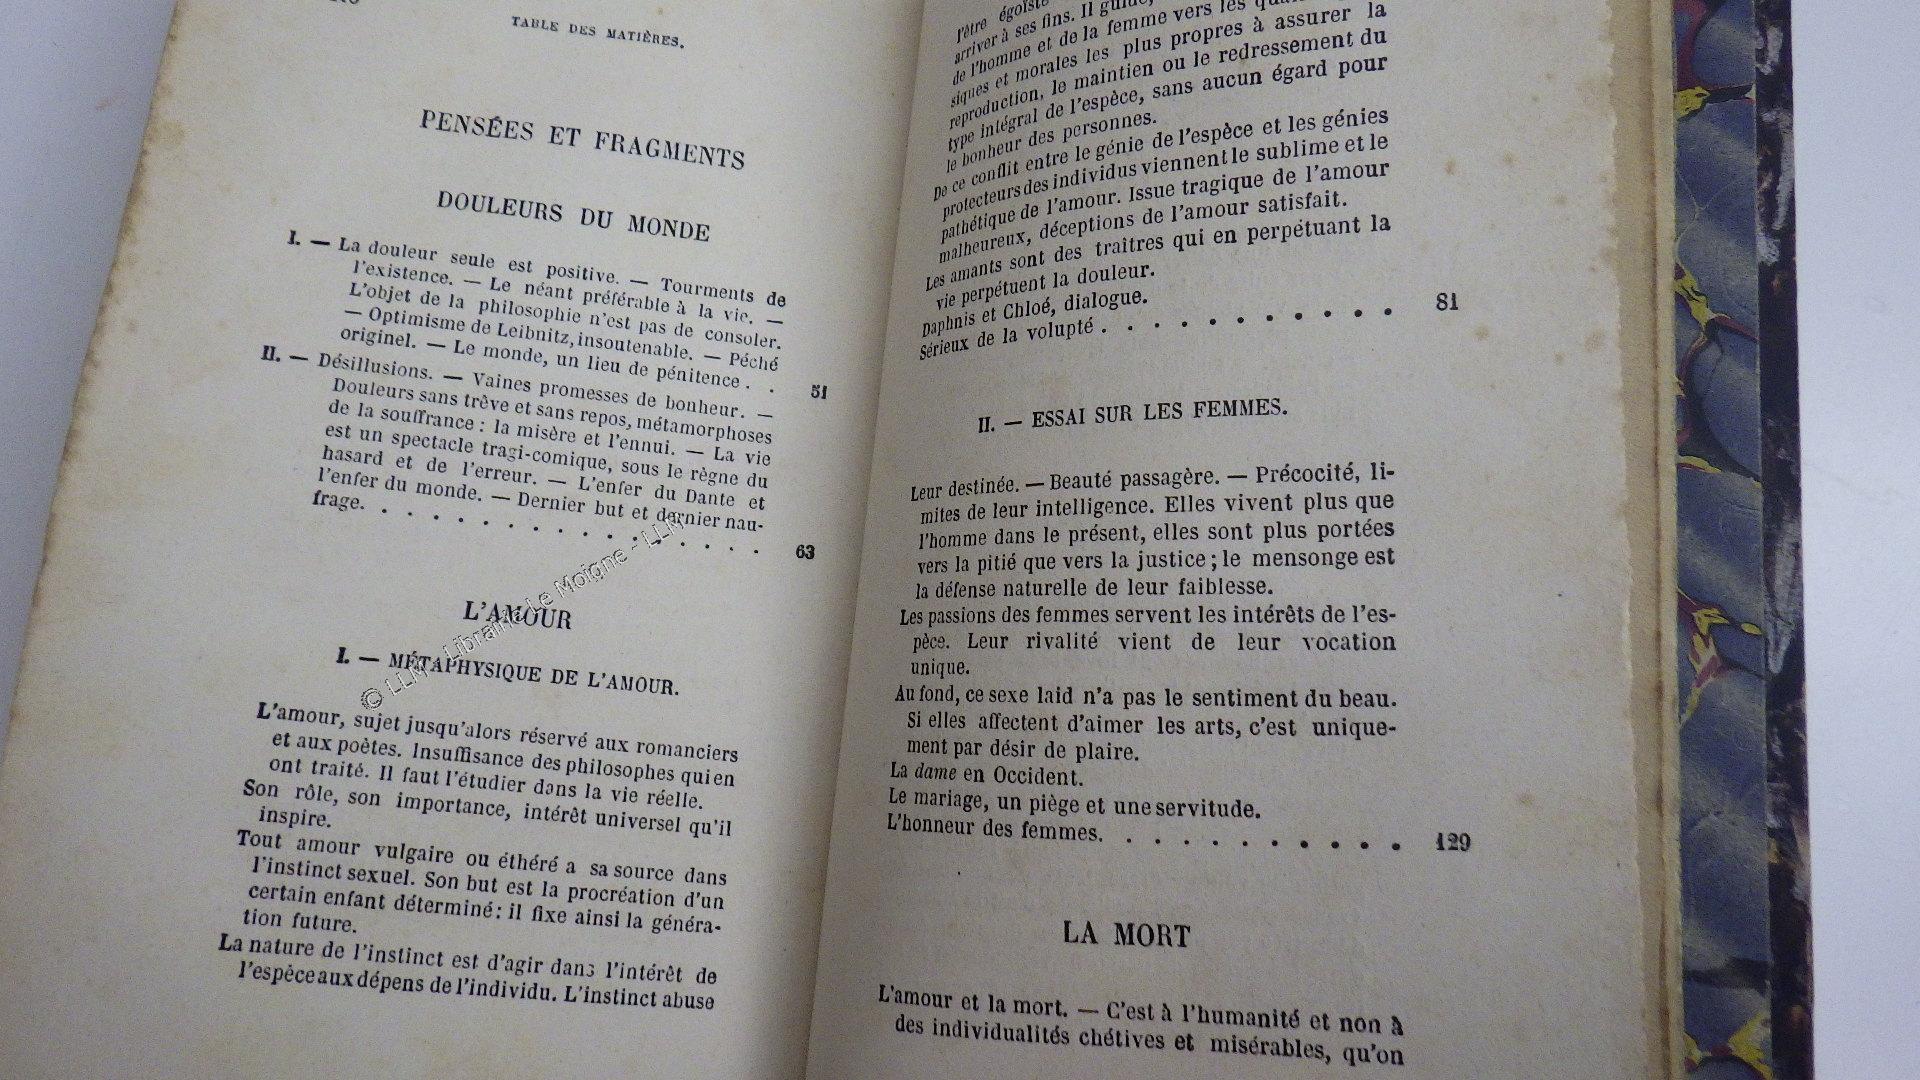 TABLE DES MATIÈRES.
PENSÉES ET FRAGMENTS
DOULEURS DU MONDE
I. — La douleur seule est positive. — Tourments de
l'existence. — Le néant préférable à la vie. —
L'objet de la philosophie n'est pas de consoler.
— Optimisme de Leibnitz, insoutenable. — Péché
originel. — Le monde, un lieu de pénitence . . 51
II. — Désillusions. — Vaines promesses de bonheur. —
Douleurs sans trêve et sans repos, métamorphoses
de la souffrance : la misère et l'ennui. — La vie
est un spectacle tragi-comique, sous le règne du
hasard et de l'erreur. — L'enfer du Dante et
l'enfer du monde. — Dernier but et dernier nau-
frage. . . . . . . . . . . . . . . . . 63
L'AMOUR
I. — MÉTAPHYSIQUE DE L'AMOUR.
L'amour, sujet jusqu'alors réservé aux romanciers
et aux poètes. Insuffisance des philosophes qui en
ont traité. Il faut l'étudier dans la vie réelle.
Son rôle, son importance, intérêt universel qu'il
inspire.
Tout amour vulgaire ou éthéré a sa source dans
l'instinct sexuel. Son but est la procréation d'un
certain enfant déterminé : il fixe ainsi la généra-
tion future.
La nature de l'instinct est d'agir dans l'intérêt de
l'espèce aux dépens de l'individu. L'instinct abuse
© LLM - Librairie Le Moigne - LLM
l'être égoïste
arriver à ses fins. Il guide,
de l'homme et de la femme vers les
siques et morales les plus propres à assurer la
reproduction, le maintien ou le redressement du
type intégral de l'espèce, sans aucun égard pour
le bonheur des personnes.
De ce conflit entre le génie de l'espèce et les génies
protecteurs des individus viennent le sublime et le
pathétique de l'amour. Issue tragique de l'amour
malheureux, déceptions de l'amour satisfait.
Les amants sont des traîtres qui en perpétuant la
vie perpétuent la douleur.
Daphnis et Chloé, dialogue.
Sérieux de la volupté . . . . . . . . . . . 81
II. — ESSAI SUR LES FEMMES.
Leur destinée. — Beauté passagère. — Précocité, li-
mites de leur intelligence. Elles vivent plus que
l'homme dans le présent, elles sont plus portées
vers la pitié que vers la justice ; le mensonge est
la défense naturelle de leur faiblesse.
Les passions des femmes servent les intérêts de l'es-
pèce. Leur rivalité vient de leur vocation
unique.
Au fond, ce sexe laid n'a pas le sentiment du beau.
Si elles affectent d'aimer les arts, c'est unique-
ment par désir de plaire.
La dame en Occident.
Le mariage, un piège et une servitude.
L'honneur des femmes. . . . . . . . . . . . 129
LA MORT
L'amour et la mort. — C'est à l'humanité et non à
des individualités chétives et misérables, qu'on